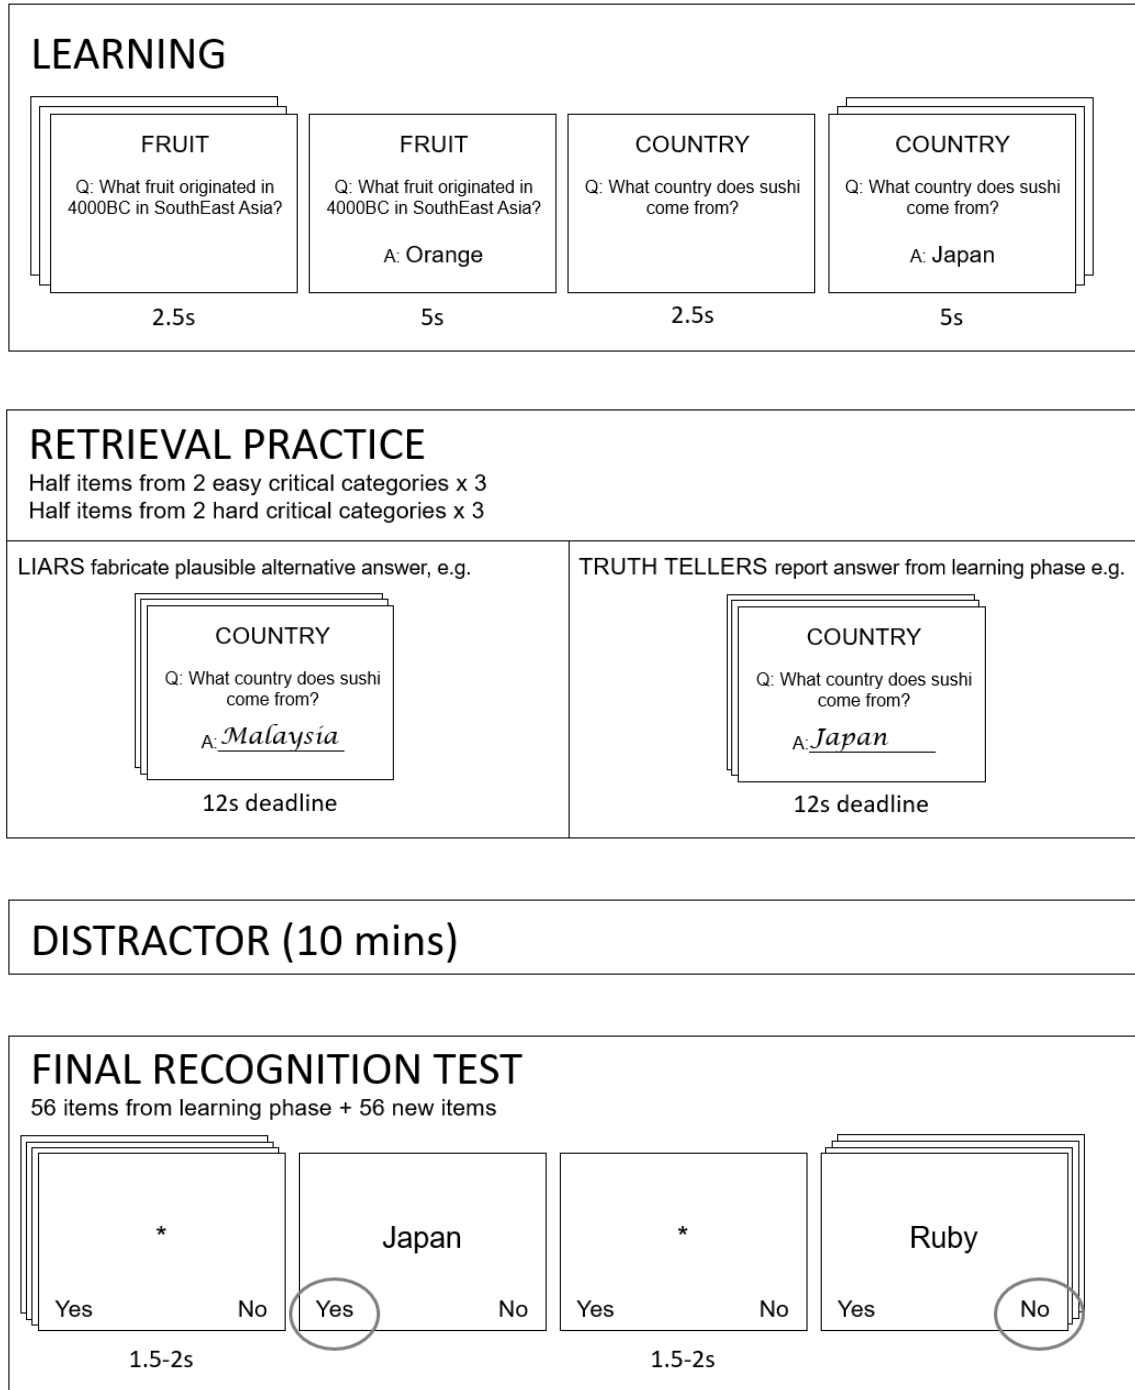 LEARNING
FRUIT
Q: What fruit originated in
4000BC in SouthEast Asia?
2.5s
FRUIT
Q: What fruit originated in
4000BC in SouthEast Asia?
A: Orange
5s
COUNTRY
Q: What country does sushi
come from?
2.5s
COUNTRY
Q: What country does sushi
come from?
A: Japan
5s
RETRIEVAL PRACTICE
Half items from 2 easy critical categories x 3
Half items from 2 hard critical categories x 3
LIARS fabricate plausible alternative answer, e.g.
COUNTRY
Q: What country does sushi
come from?
A: Malaysia
12s deadline
TRUTH TELLERS report answer from learning phase e.g.
COUNTRY
Q: What country does sushi
come from?
A: Japan
12s deadline
DISTRACTOR (10 mins)
FINAL RECOGNITION TEST
56 items from learning phase + 56 new items
*
Yes No
1.5-2s
Japan
Yes No
*
Yes No
1.5-2s
Ruby
Yes No